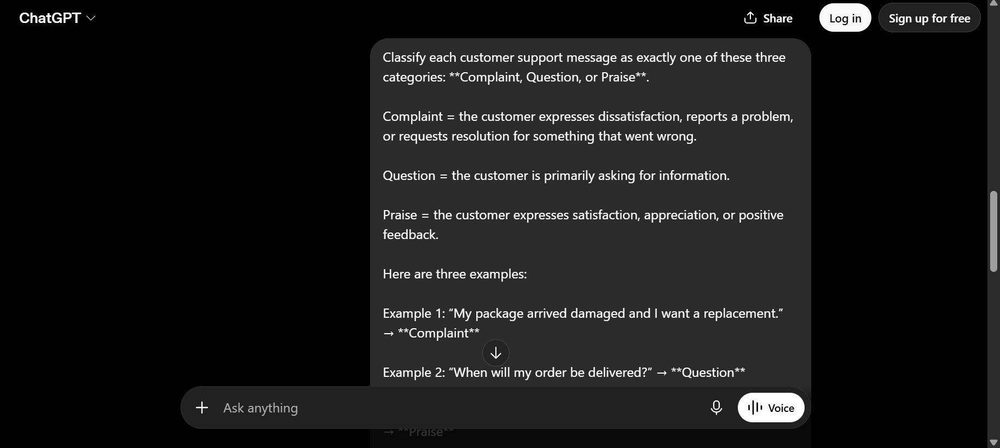 ChatGPT
Share
Log in
Sign up for free
Classify each customer support message as exactly one of these three
categories: **Complaint, Question, or Praise**.
Complaint = the customer expresses dissatisfaction, reports a problem,
or requests resolution for something that went wrong.
Question = the customer is primarily asking for information.
Praise = the customer expresses satisfaction, appreciation, or positive
feedback.
Here are three examples:
Example 1: “My package arrived damaged and I want a replacement.”
→ **Complaint**
Example 2: “When will my order be delivered?” → **Question**
Ask anything
Voice
→ **Praise**